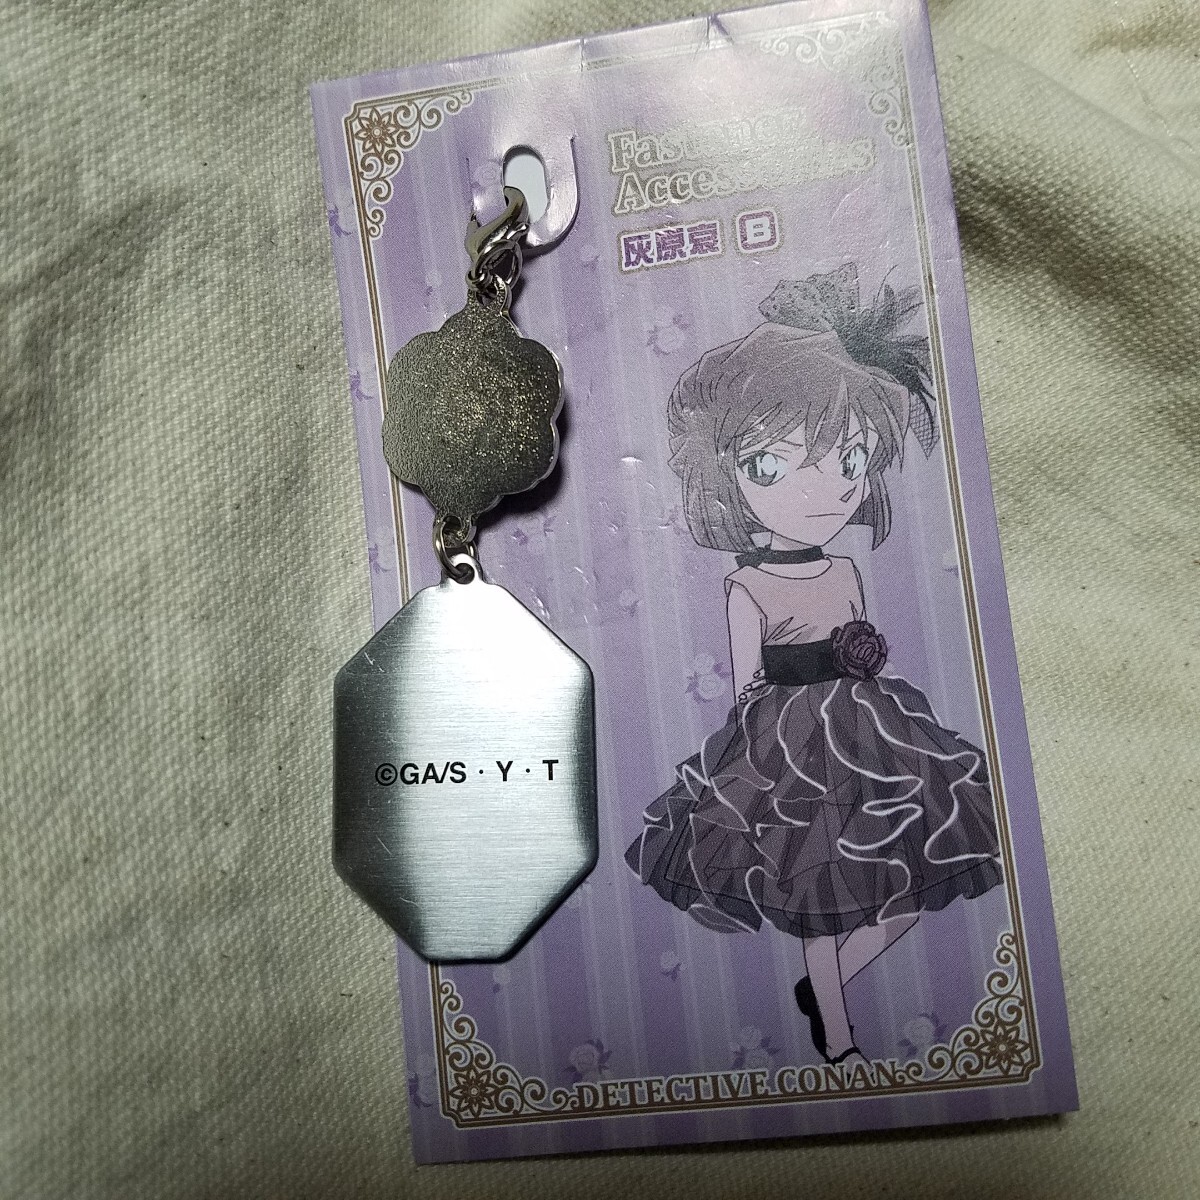 Fastener
Accessories
灰原哀 B
©GA/S・Y・T
DETECTIVE CONAN